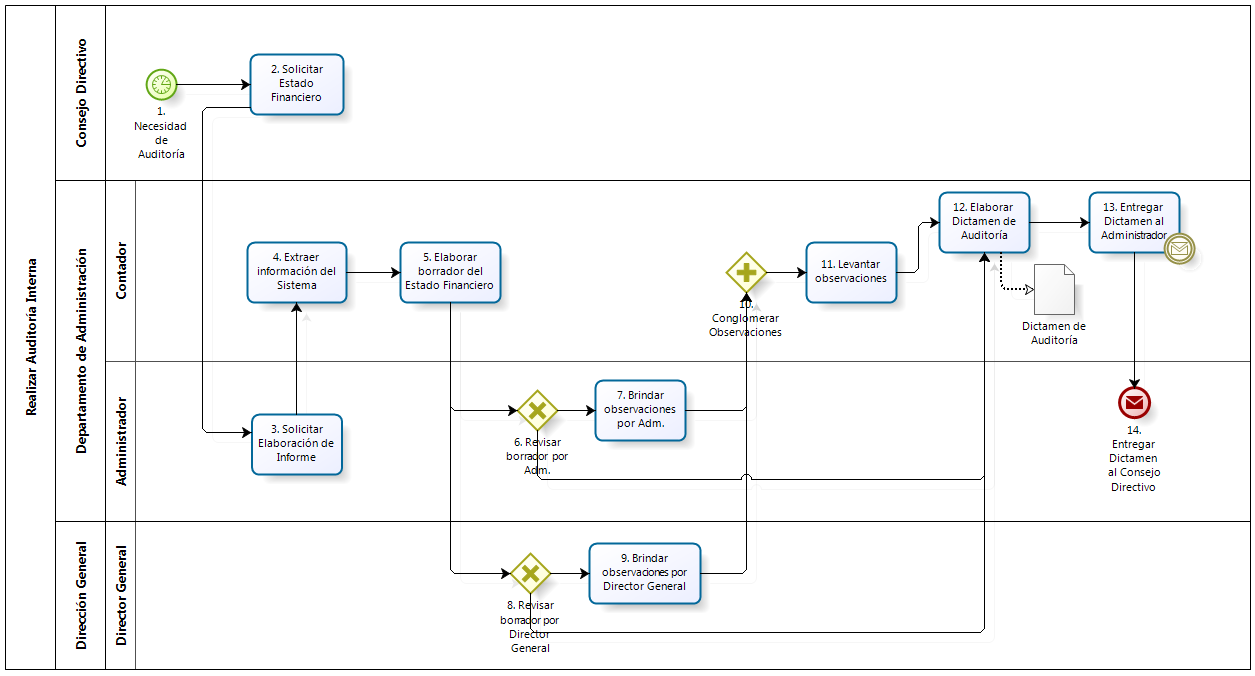 Realizar Auditoría Interna
Consejo Directivo
1.
Necesidad
de
Auditoría
2. Solicitar
Estado
Financiero
Departamento de Administración
Contador
4. Extraer
información del
Sistema
5. Elaborar
borrador del
Estado Financiero
10.
Conglomerar
Observaciones
11. Levantar
observaciones
12. Elaborar
Dictamen de
Auditoría
Dictamen de
Auditoría
13. Entregar
Dictamen al
Administrador
Administrador
3. Solicitar
Elaboración de
Informe
6. Revisar
borrador por
Adm.
7. Brindar
observaciones
por Adm.
14.
Entregar
Dictamen
al Consejo
Directivo
Dirección General
Director General
8. Revisar
borrador por
Director
General
9. Brindar
observaciones por
Director General